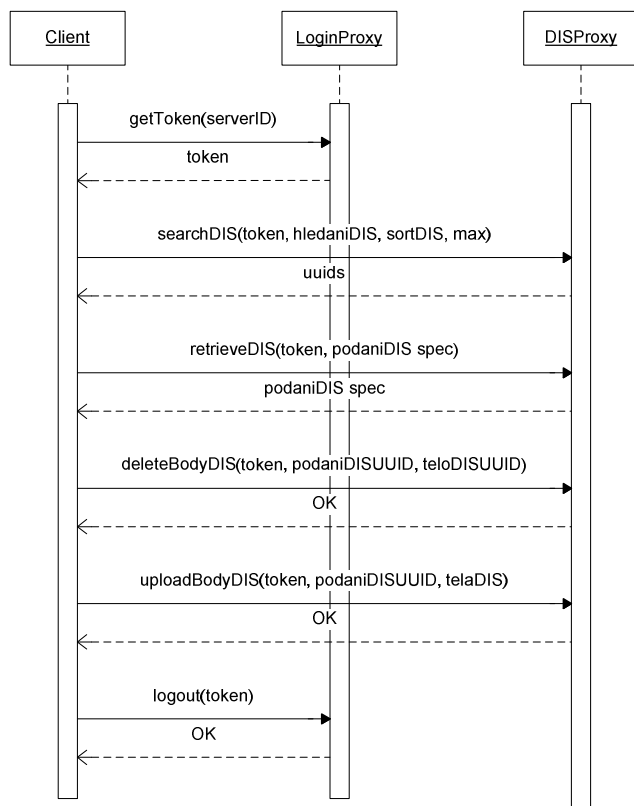 Client
LoginProxy
DISProxy
getToken(serverID)
token
searchDIS(token, hledaniDIS, sortDIS, max)
uuids
retrieveDIS(token, podaniDIS spec)
podaniDIS spec
deleteBodyDIS(token, podaniDISUUID, teloDISUUID)
OK
uploadBodyDIS(token, podaniDISUUID, telaDIS)
OK
logout(token)
OK